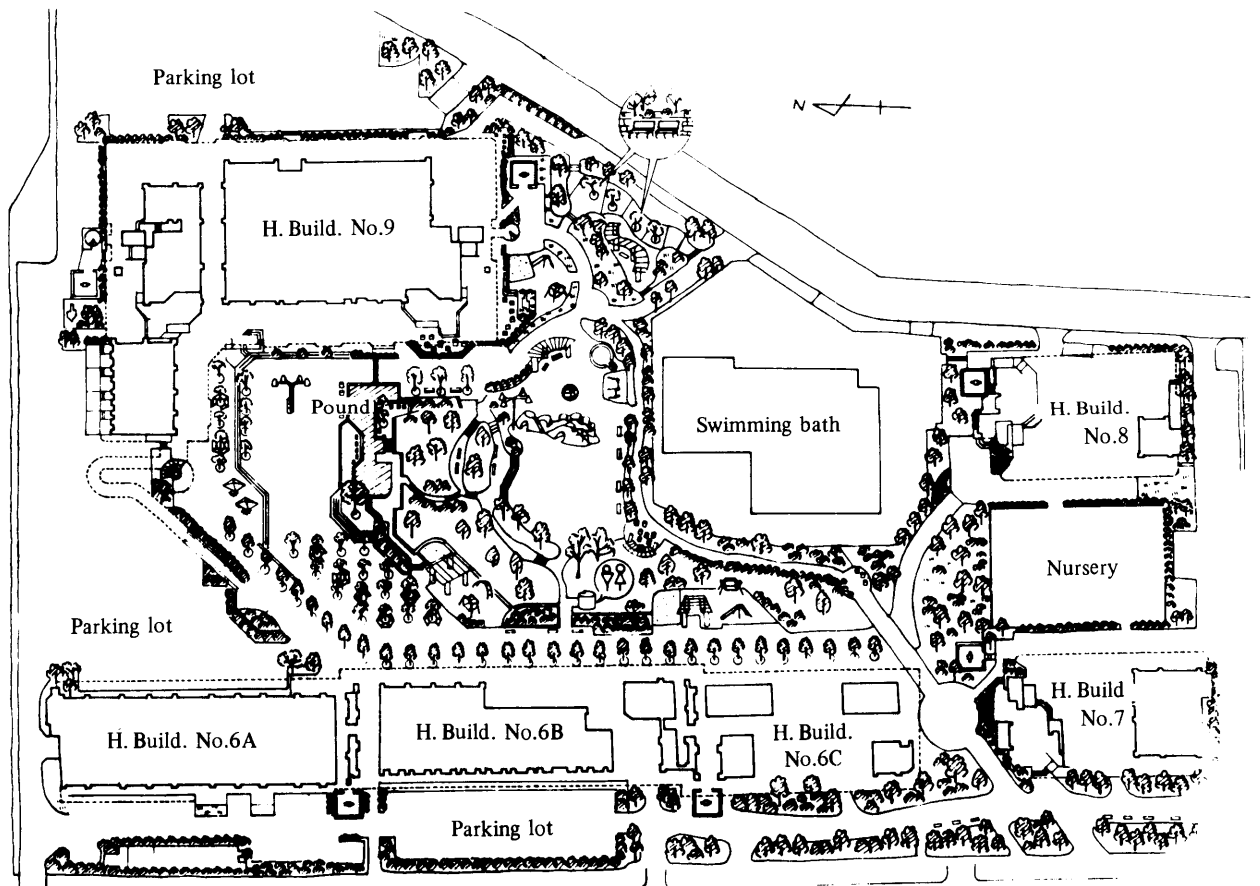 Parking lot
N
H. Build. No.9
Pound
Swimming bath
H. Build.
No.8
Nursery
Parking lot
H. Build
No.7
H. Build. No.6A
H. Build. No.6B
H. Build.
No.6C
Parking lot